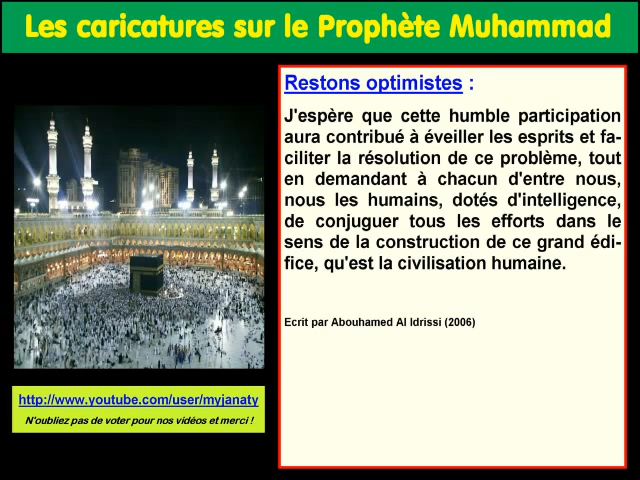 Les caricatures sur le Prophète Muhammad
Restons optimistes :
J'espère que cette humble participation
aura contribué à éveiller les esprits et fa-
ciliter la résolution de ce problème, tout
en demandant à chacun d'entre nous,
nous les humains, dotés d'intelligence,
de conjuguer tous les efforts dans le
sens de la construction de ce grand édi-
fice, qu'est la civilisation humaine.
Ecrit par Abouhamed Al Idrissi (2006)
http://www.youtube.com/user/myjanaty
N'oubliez pas de voter pour nos vidéos et merci !